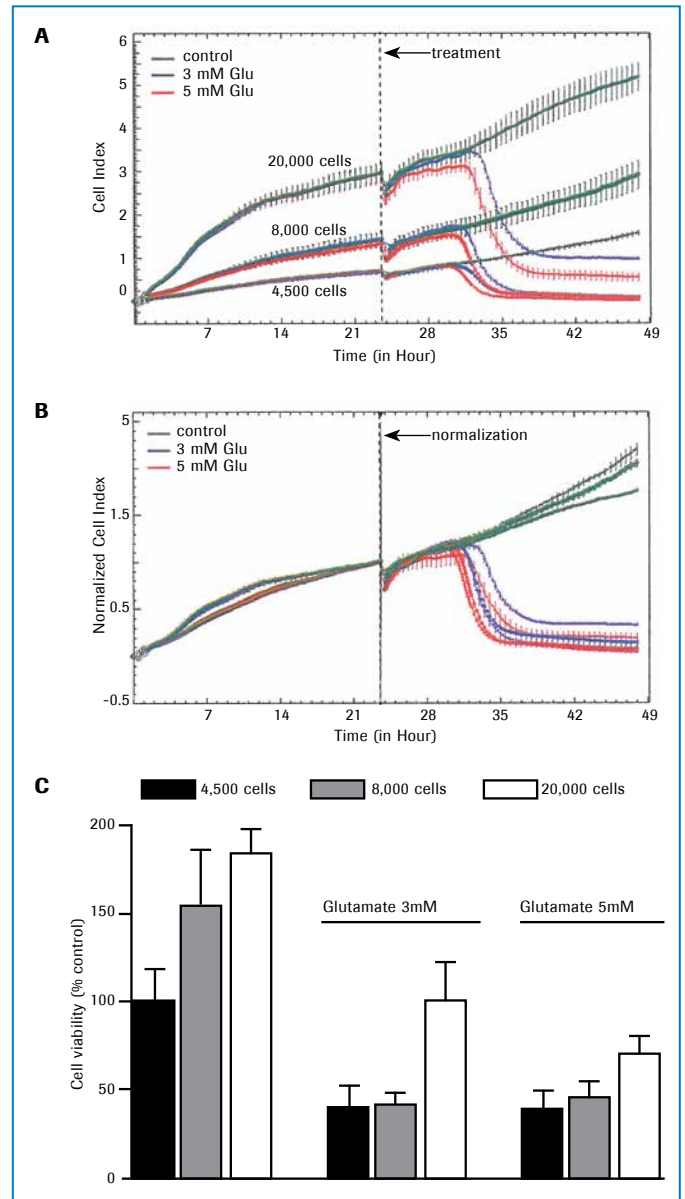 A
6
5
4
3
2
1
0
Cell Index
control
3 mM Glu
5 mM Glu
treatment
20,000 cells
8,000 cells
4,500 cells
7 14 21 28 35 42 49
Time (in Hour)
B
5
1.5
0.5
−0.5
Normalized Cell Index
control
3 mM Glu
5 mM Glu
normalization
7 14 21 28 35 42 49
Time (in Hour)
C
4,500 cells 8,000 cells 20,000 cells
200
150
100
50
0
Cell viability (% control)
Glutamate 3mM Glutamate 5mM